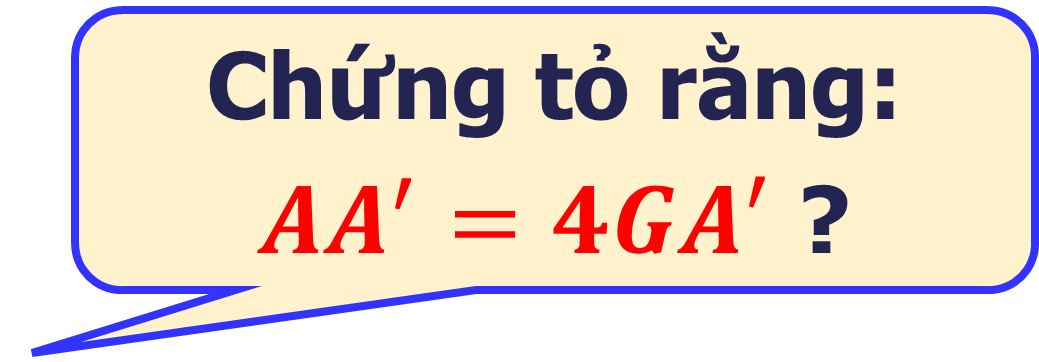 Chứng tỏ rằng:
AA′ = 4GA′ ?